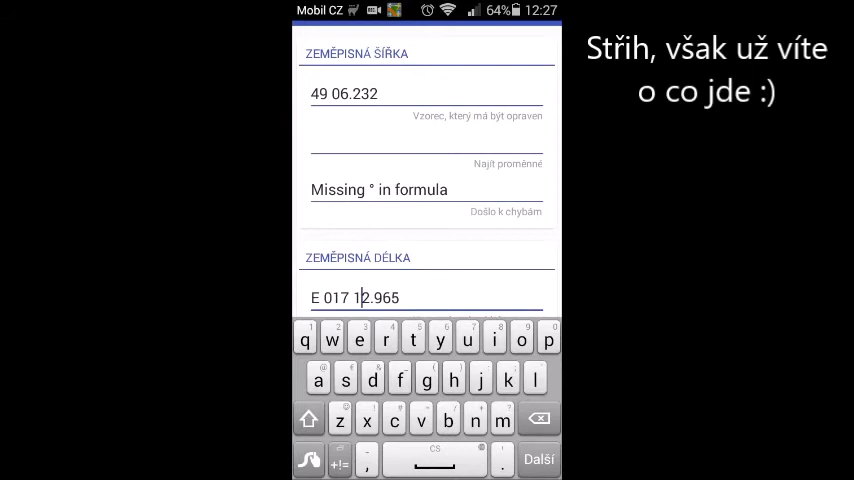 Mobil CZ 64% 12:27
ZEMĚPISNÁ ŠÍŘKA
49 06.232
Vzorec, který má být opraven
Najít proměnné
Missing ° in formula
Došlo k chybám
ZEMĚPISNÁ DÉLKA
E 017 12.965
q w e r t y u i o p
a s d f g h j k l
z x c v b n m
+!= , CS . Další
Střih, však už víte
o co jde :)